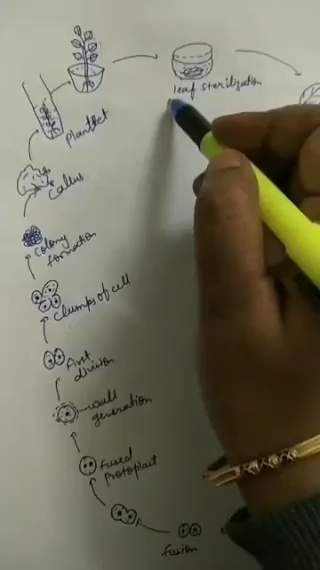 leaf sterilization
Plantlet
Callus
Colony
formation
Clumps of cell
First
division
wall
generation
fused
Protoplast
fusion